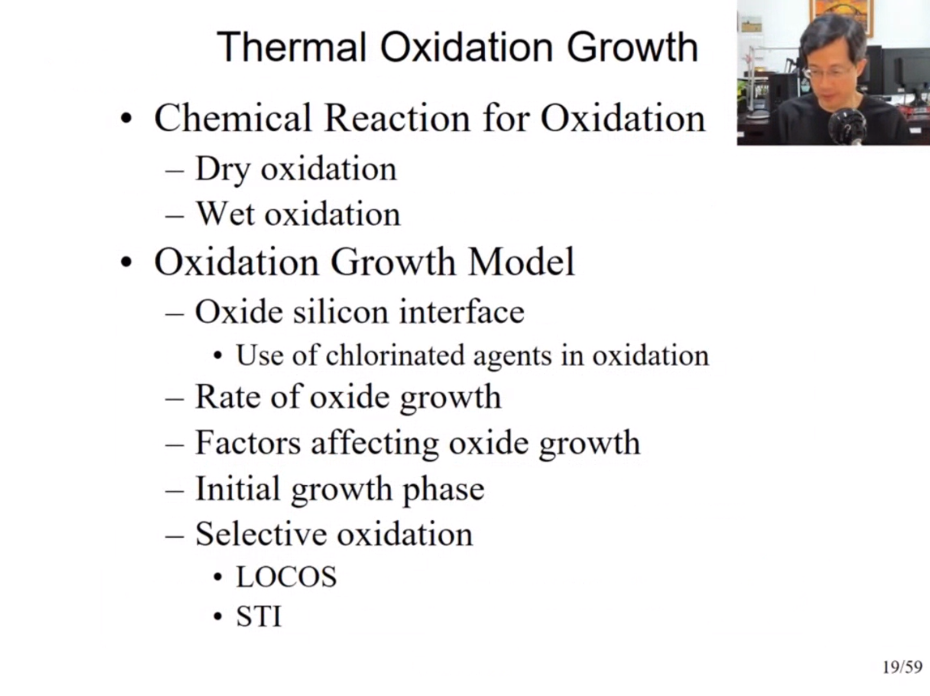 Thermal Oxidation Growth
• Chemical Reaction for Oxidation
– Dry oxidation
– Wet oxidation
• Oxidation Growth Model
– Oxide silicon interface
• Use of chlorinated agents in oxidation
– Rate of oxide growth
– Factors affecting oxide growth
– Initial growth phase
– Selective oxidation
• LOCOS
• STI
19/59